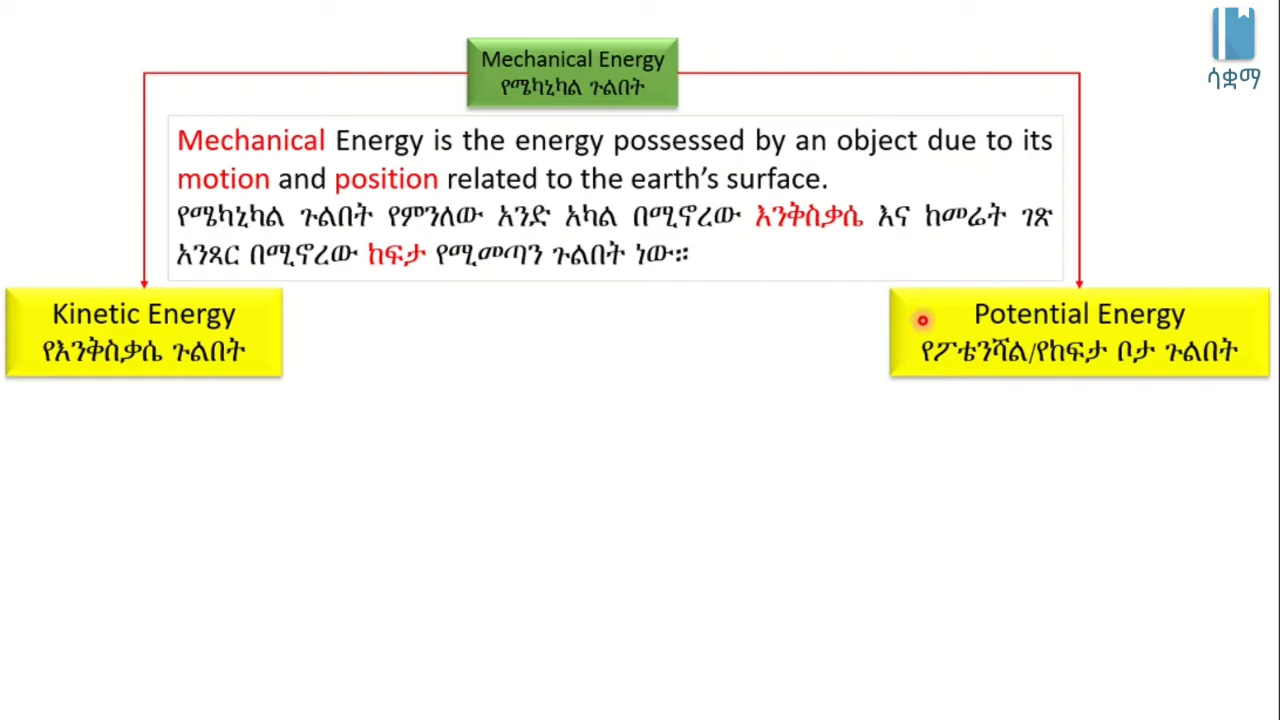 Mechanical Energy
የሜካኒካል ጉልበት
ሳቋማ
Mechanical Energy is the energy possessed by an object due to its
motion and position related to the earth’s surface.
የሜካኒካል ጉልበት የምንለው አንድ አካል በሚኖረው እንቅስቃሴ እና ከመሬት ገጽ
አንጻር በሚኖረው ከፍታ የሚመጣን ጉልበት ነው።
Kinetic Energy
የእንቅስቃሴ ጉልበት
Potential Energy
የፖቴንሻል/የከፍታ ቦታ ጉልበት